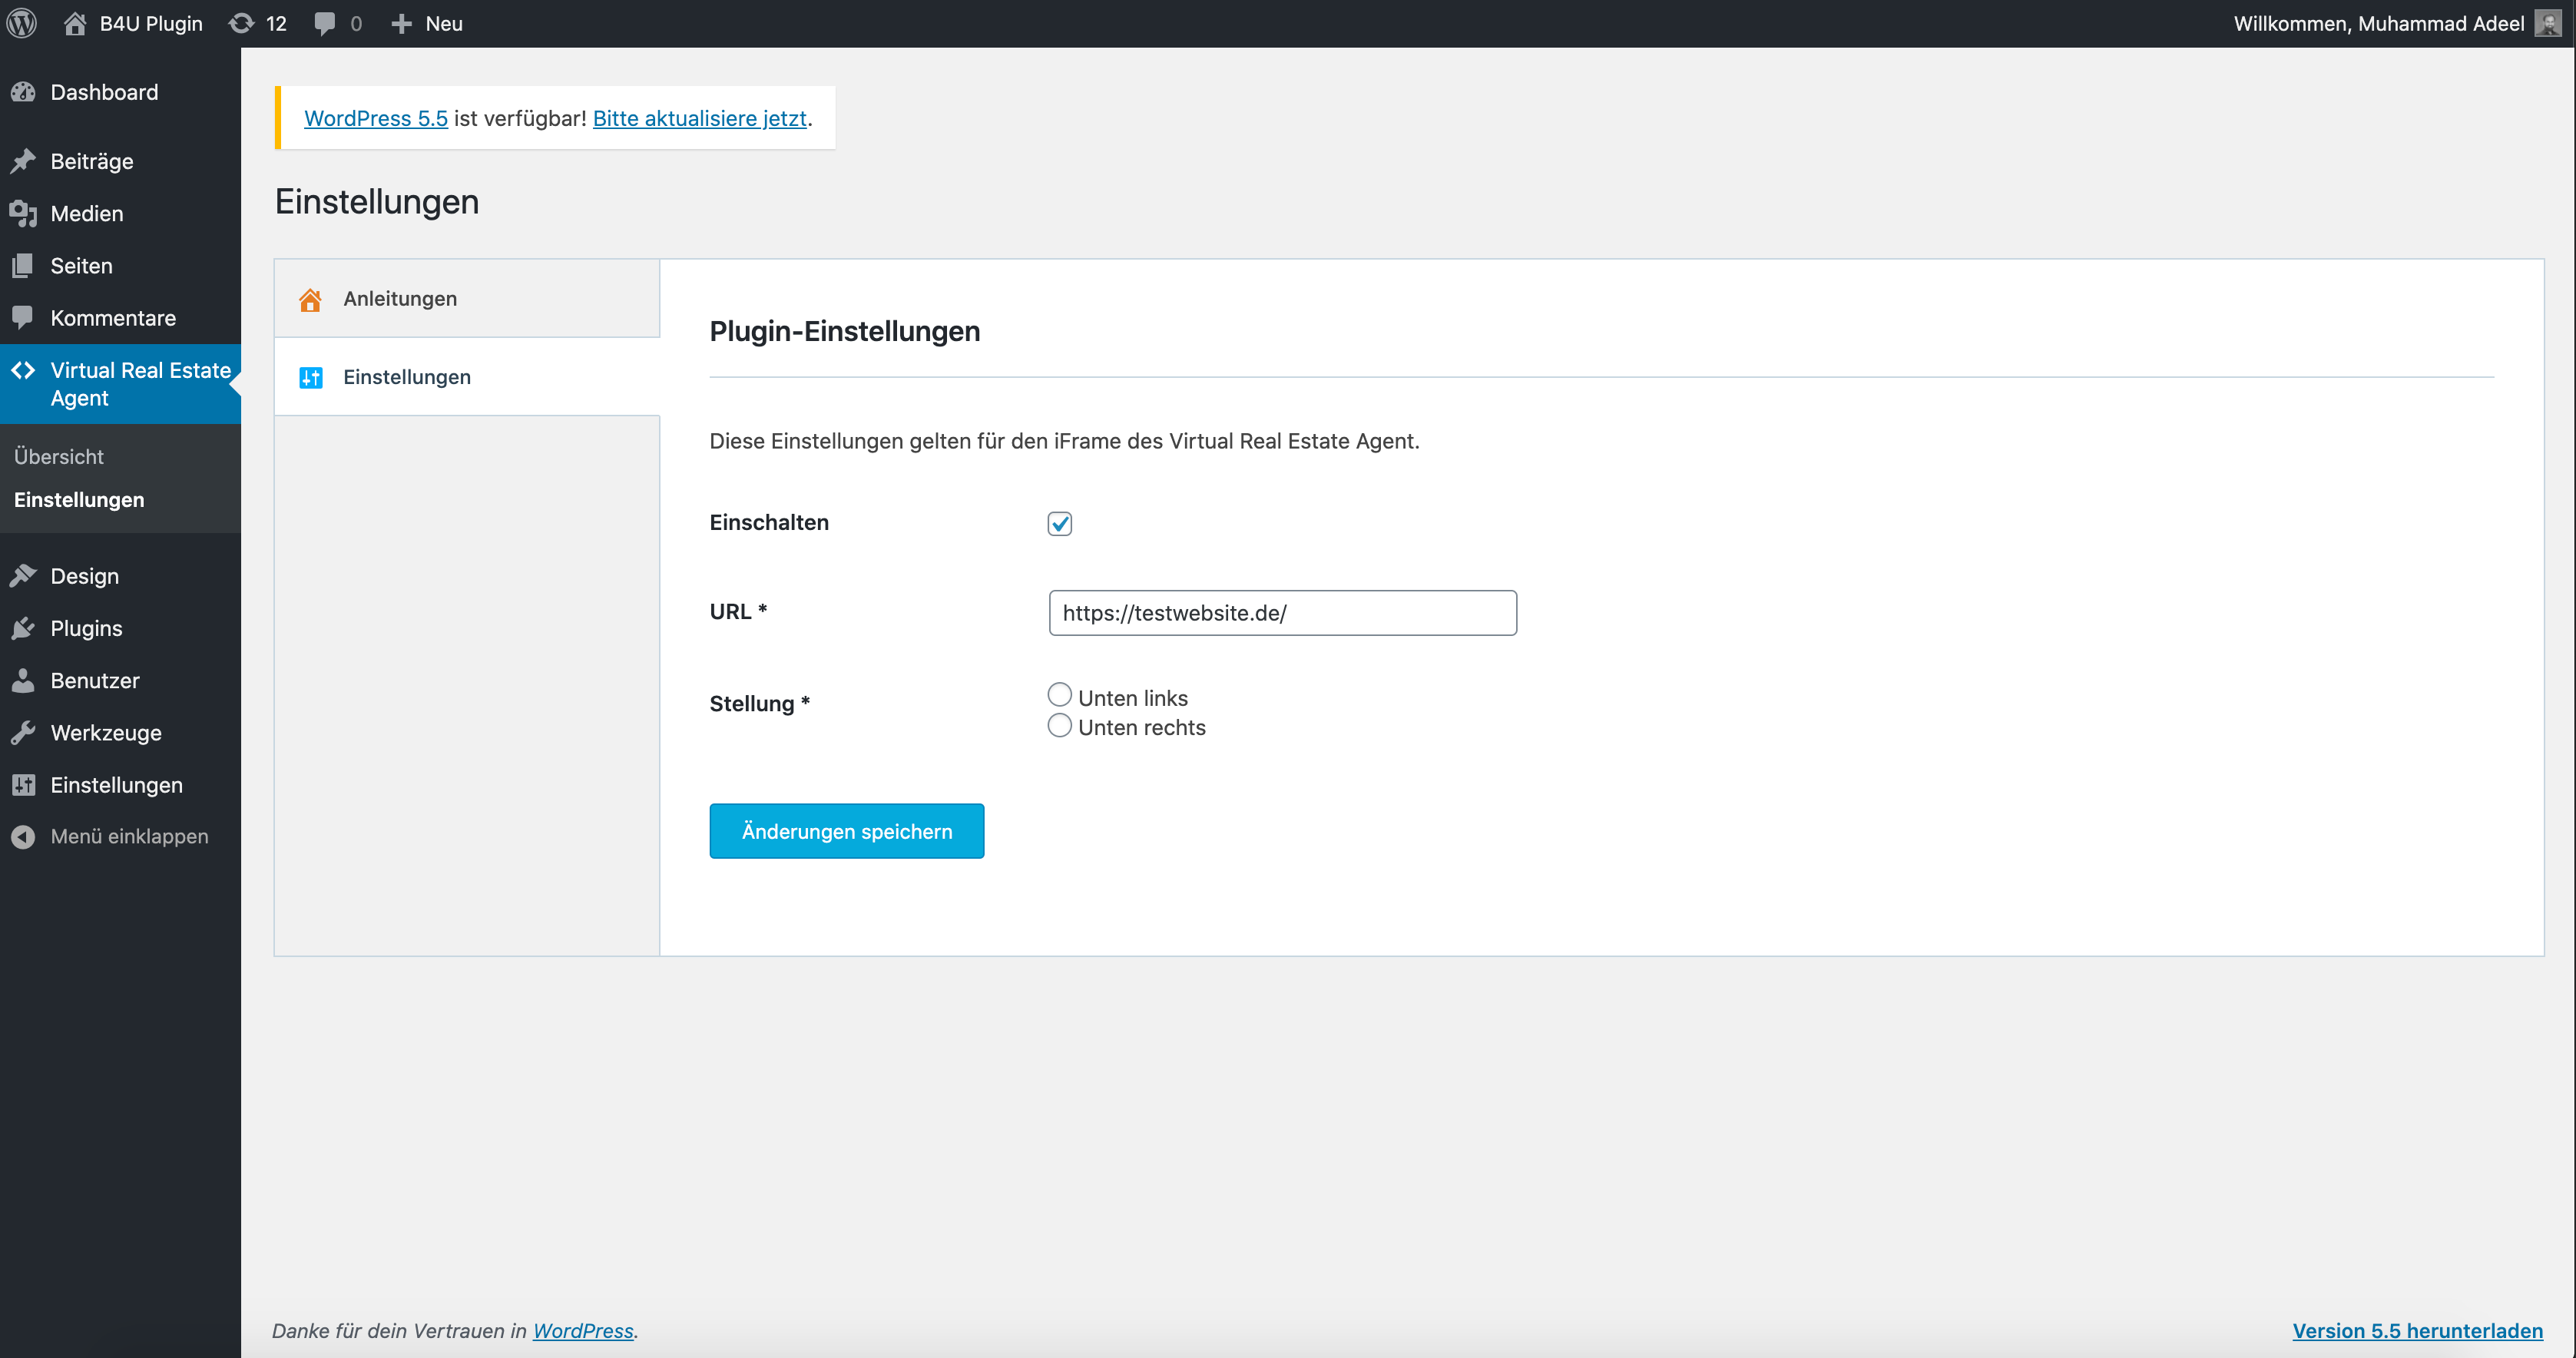 B4U Plugin 12 0 Neu Willkommen, Muhammad Adeel
Dashboard
Beiträge
Medien
Seiten
Kommentare
Virtual Real Estate
Agent
Übersicht
Einstellungen
Design
Plugins
Benutzer
Werkzeuge
Einstellungen
Menü einklappen
WordPress 5.5 ist verfügbar! Bitte aktualisiere jetzt.
Einstellungen
Anleitungen
Einstellungen
Plugin-Einstellungen
Diese Einstellungen gelten für den iFrame des Virtual Real Estate Agent.
Einschalten
URL * https://testwebsite.de/
Stellung * Unten links
Unten rechts
Änderungen speichern
Danke für dein Vertrauen in WordPress. Version 5.5 herunterladen